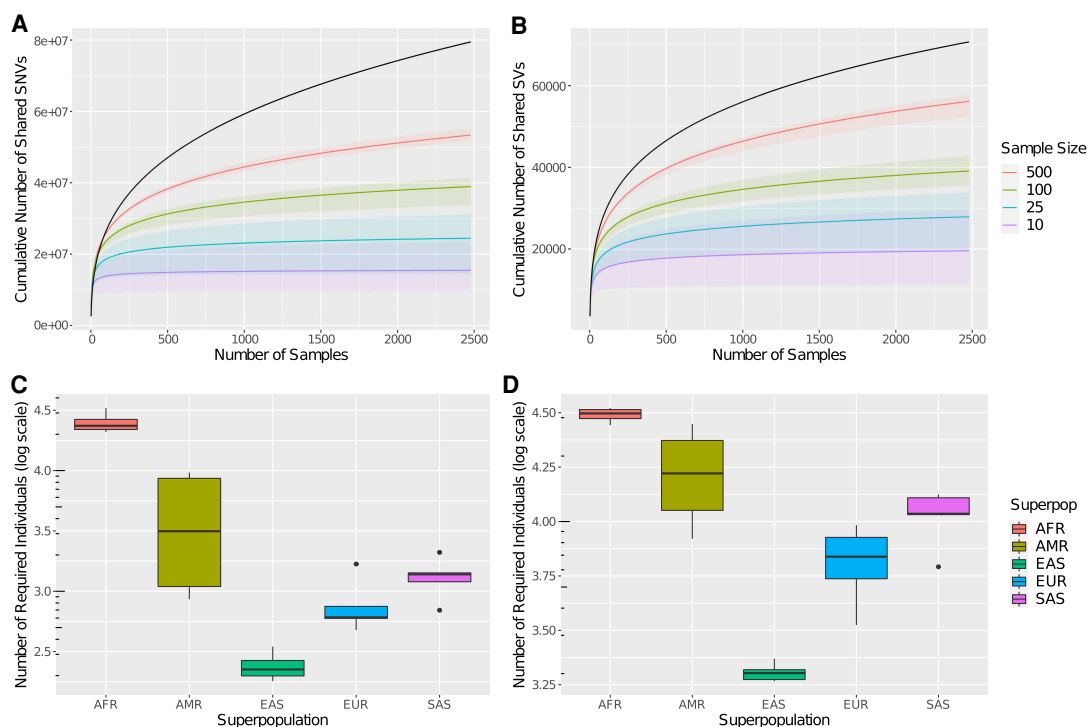 A
Cumulative Number of Shared SNVs
8e+07
6e+07
4e+07
2e+07
0e+00
0 500 1000 1500 2000 2500
Number of Samples
B
Cumulative Number of Shared SVs
60000
40000
20000
0 500 1000 1500 2000 2500
Number of Samples
Sample Size
500
100
25
10
C
Number of Required Individuals (log scale)
4.5
4.0
3.5
3.0
2.5
AFR AMR EAS EUR SAS
Superpopulation
D
Number of Required Individuals (log scale)
4.50
4.25
4.00
3.75
3.50
3.25
AFR AMR EAS EUR SAS
Superpopulation
Superpop
AFR
AMR
EAS
EUR
SAS